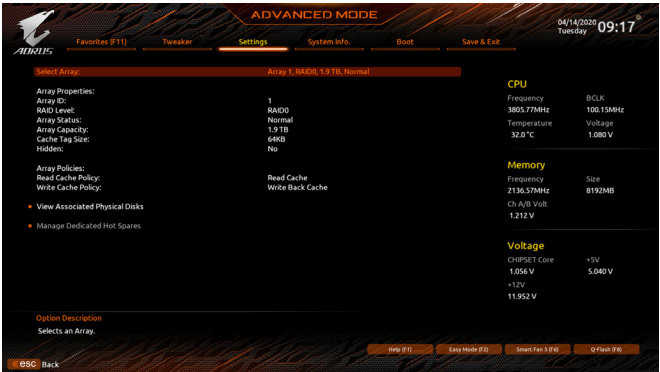 ADVANCED MODE
04/14/2020 Tuesday 09:17
AORUS
Favorites (F11) Tweaker Settings System Info. Boot Save & Exit
Select Array: Array 1, RAID0, 1.9 TB, Normal
Array Properties:
Array ID: 1
RAID Level: RAID0
Array Status: Normal
Array Capacity: 1.9 TB
Cache Tag Size: 64KB
Hidden: No
Array Policies:
Read Cache Policy: Read Cache
Write Cache Policy: Write Back Cache
View Associated Physical Disks
Manage Dedicated Hot Spares
CPU
Frequency BCLK
3805.77MHz 100.15MHz
Temperature Voltage
32.0 °C 1.080 V
Memory
Frequency Size
2136.57MHz 8192MB
Ch A/B Volt
1.212 V
Voltage
CHIPSET Core +5V
1.056 V 5.040 V
+12V
11.952 V
Option Description
Selects an Array.
Help (F1) Easy Mode (F2) Smart Fan 5 (F6) Q-Flash (F8)
esc Back